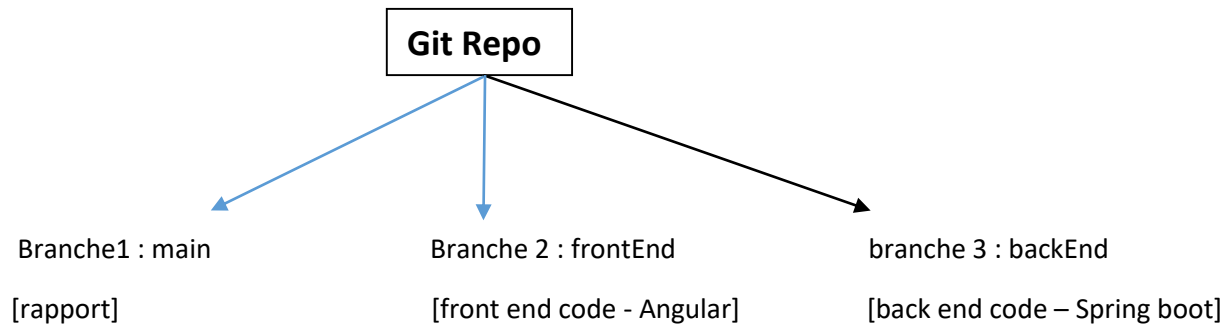 Git Repo
Branche1 : main
Branche 2 : frontEnd
branche 3 : backEnd
[rapport]
[front end code - Angular]
[back end code – Spring boot]